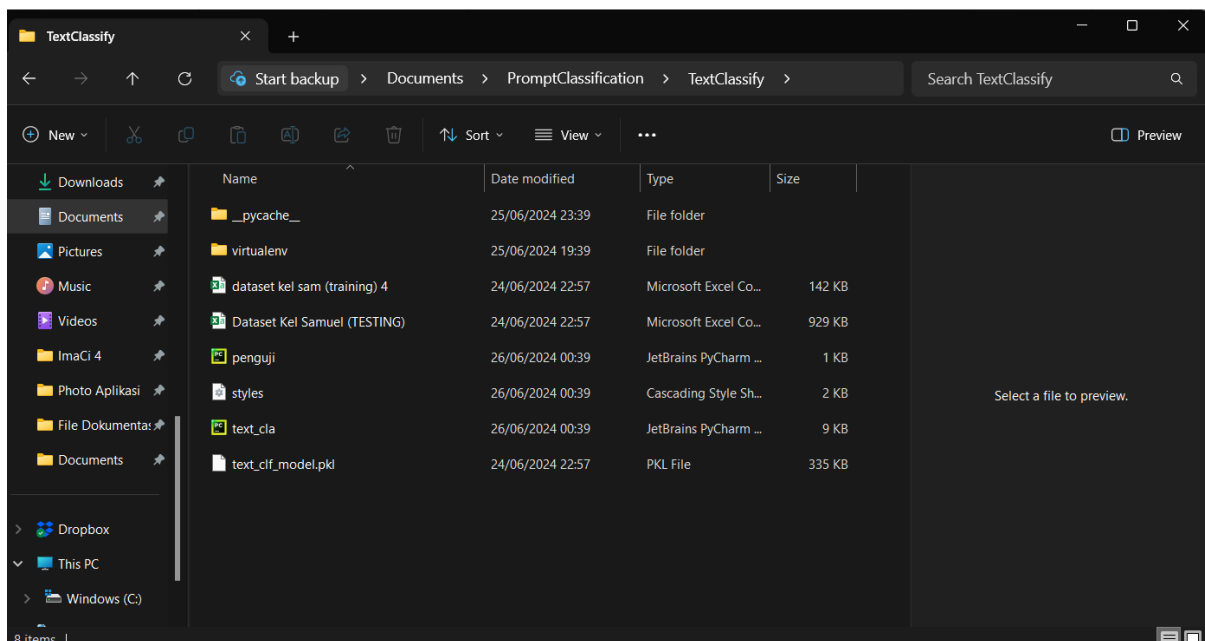 TextClassify
Start backup > Documents > PromptClassification > TextClassify >
Search TextClassify
New
Sort
View
Preview
Downloads
Documents
Pictures
Music
Videos
ImaCi 4
Photo Aplikasi
File Dokumenta
Documents
Dropbox
This PC
Windows (C:)
Name Date modified Type Size
__pycache__ 25/06/2024 23:39 File folder
virtualenv 25/06/2024 19:39 File folder
dataset kel sam (training) 4 24/06/2024 22:57 Microsoft Excel Co... 142 KB
Dataset Kel Samuel (TESTING) 24/06/2024 22:57 Microsoft Excel Co... 929 KB
penguji 26/06/2024 00:39 JetBrains PyCharm ... 1 KB
styles 26/06/2024 00:39 Cascading Style Sh... 2 KB
text_cla 26/06/2024 00:39 JetBrains PyCharm ... 9 KB
text_clf_model.pkl 24/06/2024 22:57 PKL File 335 KB
Select a file to preview.
8 items